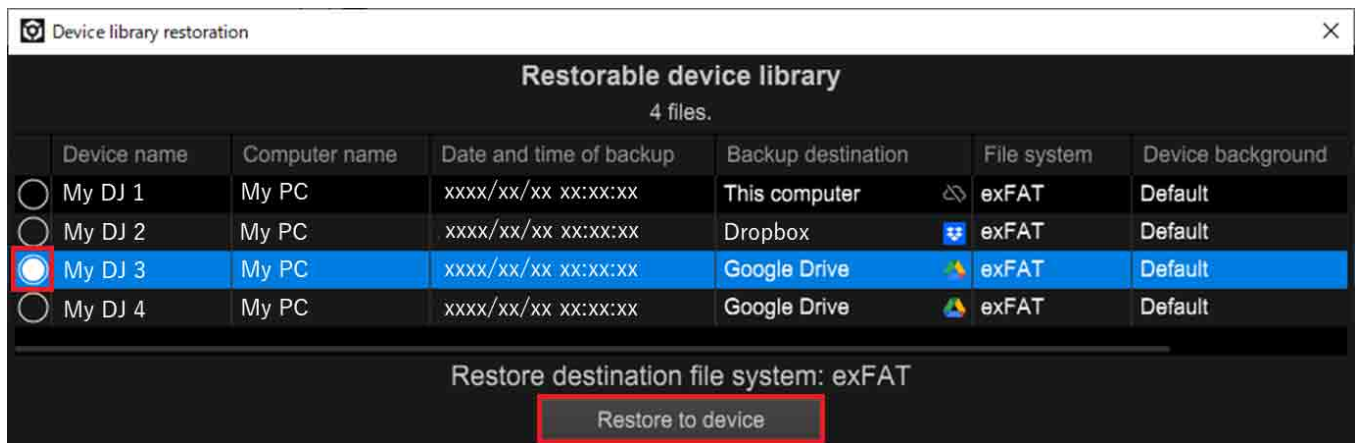 Device library restoration
Restorable device library
4 files.
Device name Computer name Date and time of backup Backup destination File system Device background
My DJ 1 My PC xxxx/xx/xx xx:xx:xx This computer exFAT Default
My DJ 2 My PC xxxx/xx/xx xx:xx:xx Dropbox exFAT Default
My DJ 3 My PC xxxx/xx/xx xx:xx:xx Google Drive exFAT Default
My DJ 4 My PC xxxx/xx/xx xx:xx:xx Google Drive exFAT Default
Restore destination file system: exFAT
Restore to device